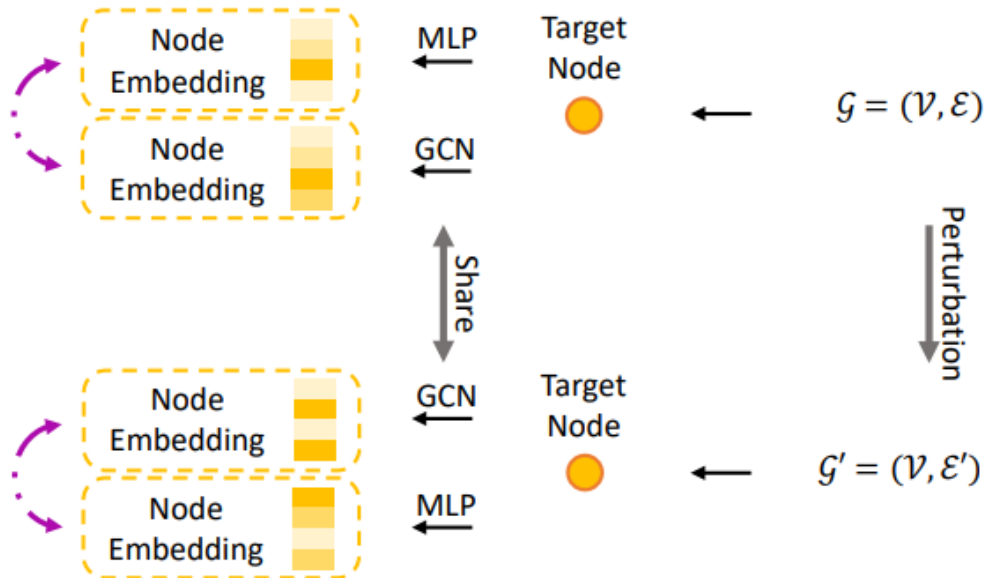 Node
Embedding
MLP
Target
Node
𝒢 = (𝒱, ℰ)
Node
Embedding
GCN
Share
Perturbation
Node
Embedding
GCN
Target
Node
𝒢′ = (𝒱, ℰ′)
Node
Embedding
MLP